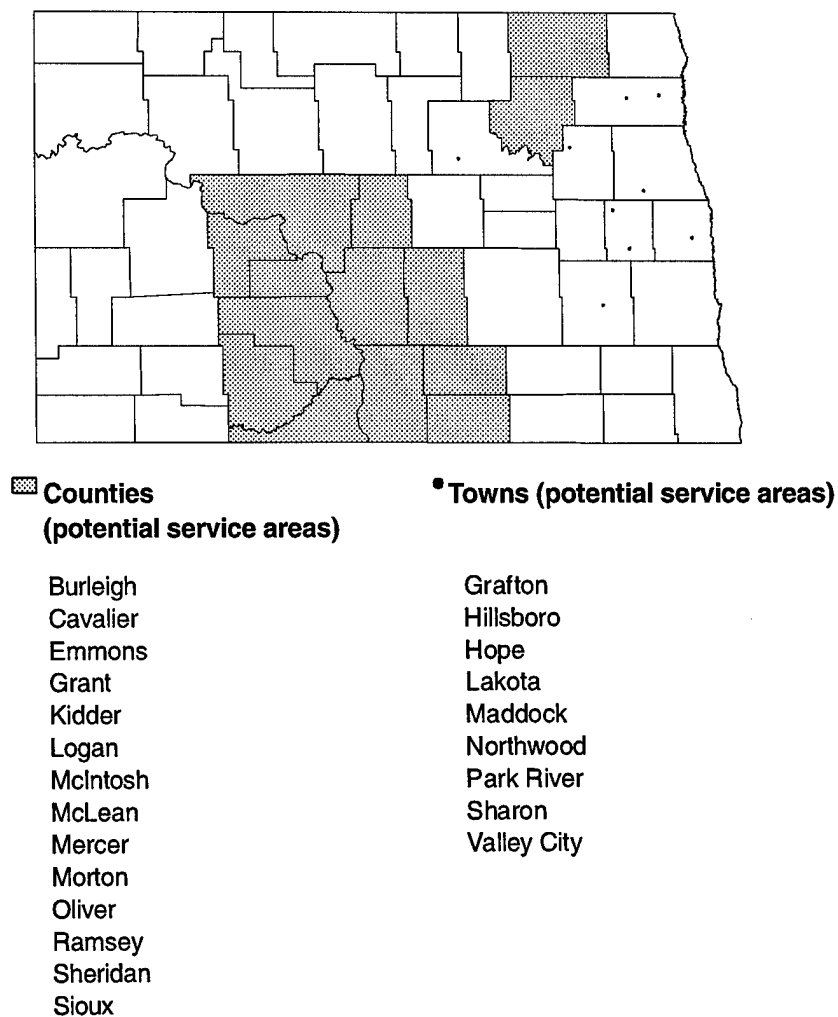 Counties
(potential service areas)
Burleigh
Cavalier
Emmons
Grant
Kidder
Logan
McIntosh
McLean
Mercer
Morton
Oliver
Ramsey
Sheridan
Sioux
Towns (potential service areas)
Grafton
Hillsboro
Hope
Lakota
Maddock
Northwood
Park River
Sharon
Valley City